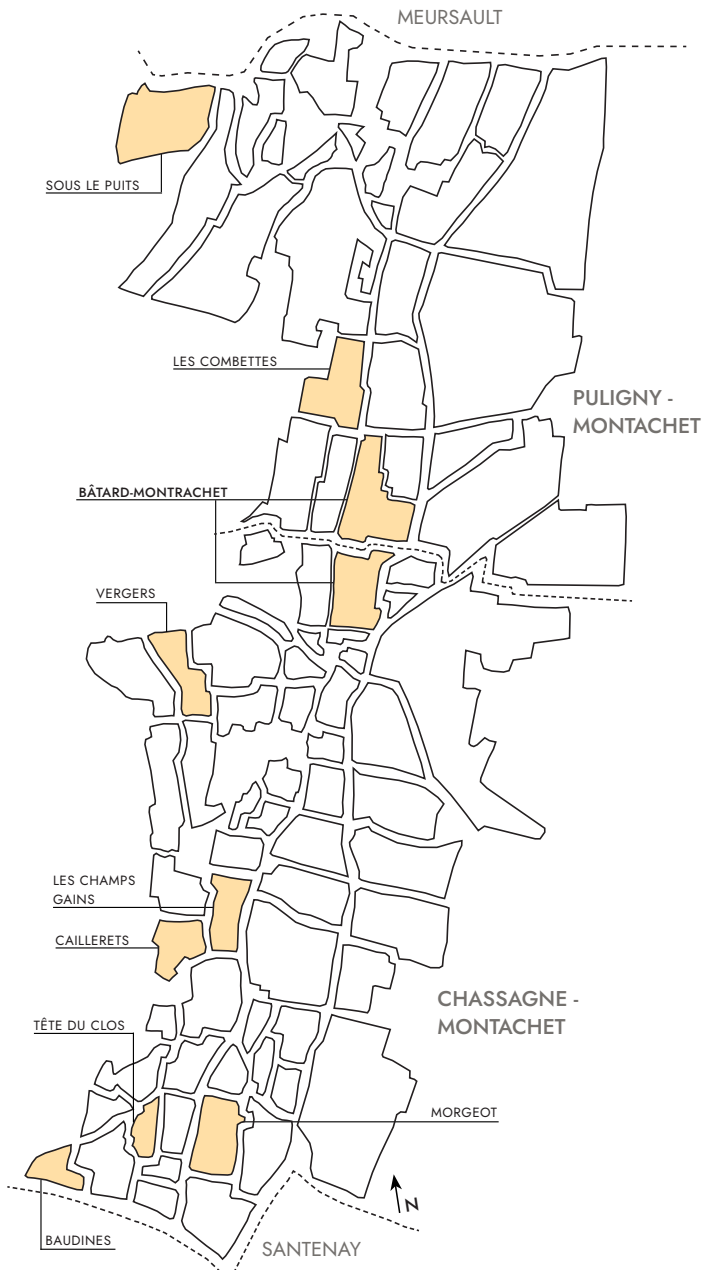 MEURSAULT
SOUS LE PUITS
LES COMBETTES
PULIGNY -
MONTACHET
BÂTARD-MONTRACHET
VERGERS
LES CHAMPS
GAINS
CAILLERETS
CHASSAGNE -
MONTACHET
TÊTE DU CLOS
MORGEOT
N
BAUDINES
SANTENAY